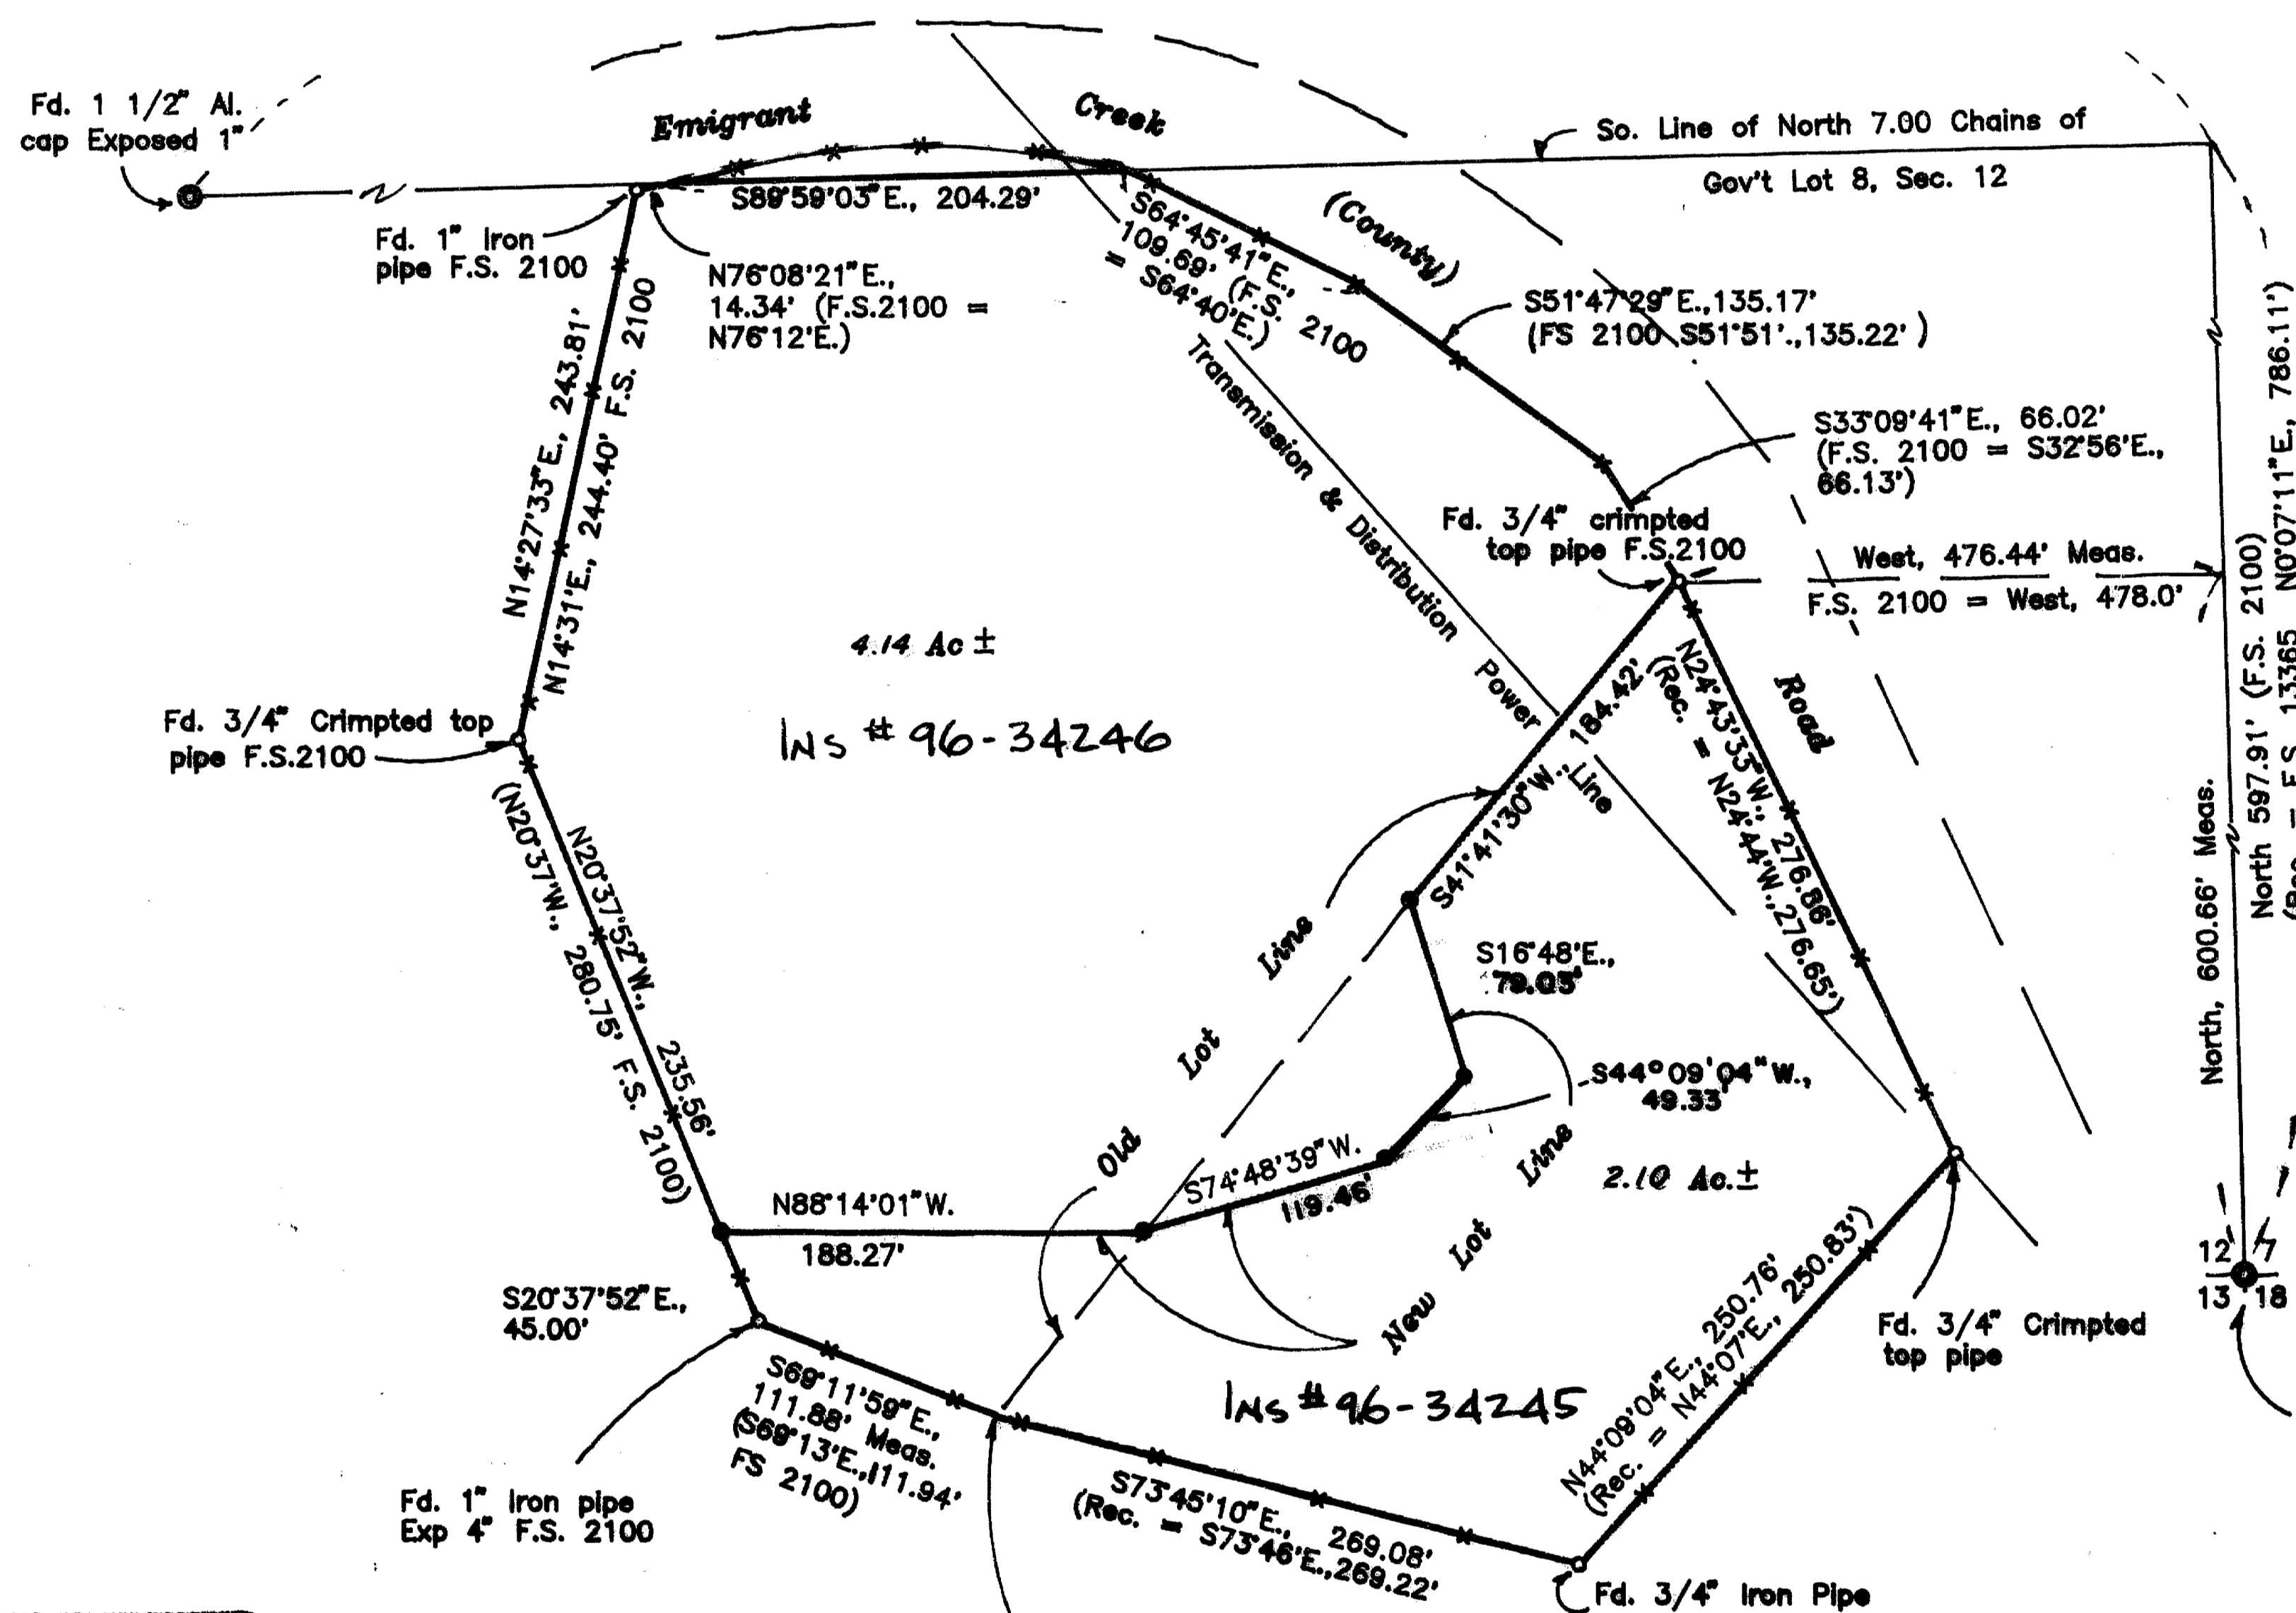 Fd. 1 1/2" Al.
cap Exposed 1"
Emigrant
Creek
(County)
Road
So. Line of North 7.00 Chains of
Gov't Lot 8, Sec. 12
Fd. 1" Iron
pipe F.S. 2100
S89°59'03"E., 204.29'
N76°08'21"E.,
14.34' (F.S.2100 =
N76°12'E.)
S64°45'41"E.,
109.69' (F.S. 2100
= S64°40'E.)
S51°47'29"E.,135.17'
(FS 2100 S51°51'.,135.22' )
S33°09'41"E., 66.02'
(F.S. 2100 = S32°56'E.,
66.13')
Fd. 3/4" crimpted
top pipe F.S.2100
West, 476.44' Meas.
F.S. 2100 = West, 478.0'
North, 600.66' Meas.
North 597.91' (F.S. 2100)
F.S. 13365 N0°07'11"E., 786.11')
N14°27'33"E., 243.81'
N14°31'E., 244.40' F.S. 2100
Transmission & Distribution Power Line
4.14 Ac ±
INS # 96-34246
Fd. 3/4" Crimpted top
pipe F.S.2100
S41°41'30"W., 184.42'
N24°43'33"W., 276.86'
(Rec. = N24°44'W.,276.65')
N20°37'52"W., 235.56'
(N20°37'W., 280.75' F.S. 2100)
Old Lot Line
S16°48'E.,
79.05'
S44°09'04"W.,
49.33'
S74°48'39"W.
119.46'
New Lot Line
2.10 Ac.±
N88°14'01"W.
188.27'
S20°37'52"E.,
45.00'
12 7
13 18
Fd. 3/4" Crimpted
top pipe
N44°09'04"E., 250.76'
(Rec. = N44°07'E., 250.83')
INS # 96-34245
S69°11'59"E.,
111.88' Meas.
(S69°13'E.,111.94'
FS 2100)
S73°45'10"E., 269.08'
(Rec. = S73°46'E.,269.22'
Fd. 1" Iron pipe
Exp 4" F.S. 2100
Fd. 3/4" Iron Pipe